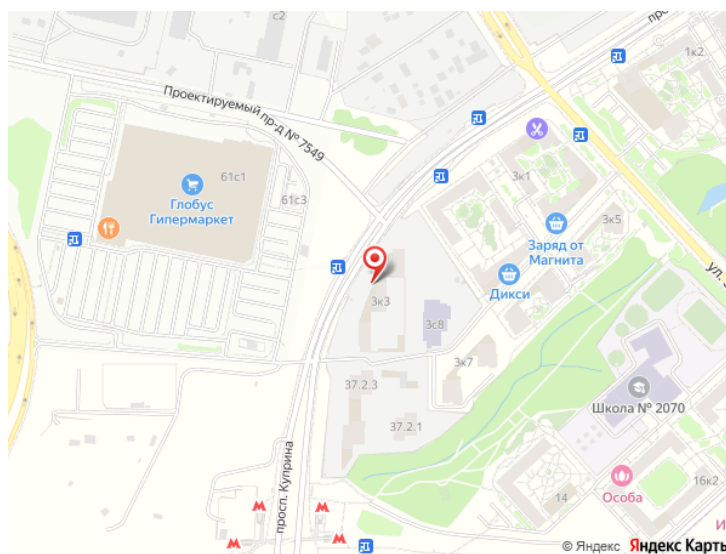 с2
1к2
Проектируемый пр-д № 7549
61с1
Глобус
Гипермаркет
61с3
3к1
3к5
Заряд от
Магнита
ул.
Дикси
3к3
3с8
3к7
37.2.3
37.2.1
Школа № 2070
просп. Куприна
14
Особа
16к2
© Яндекс Яндекс Карты